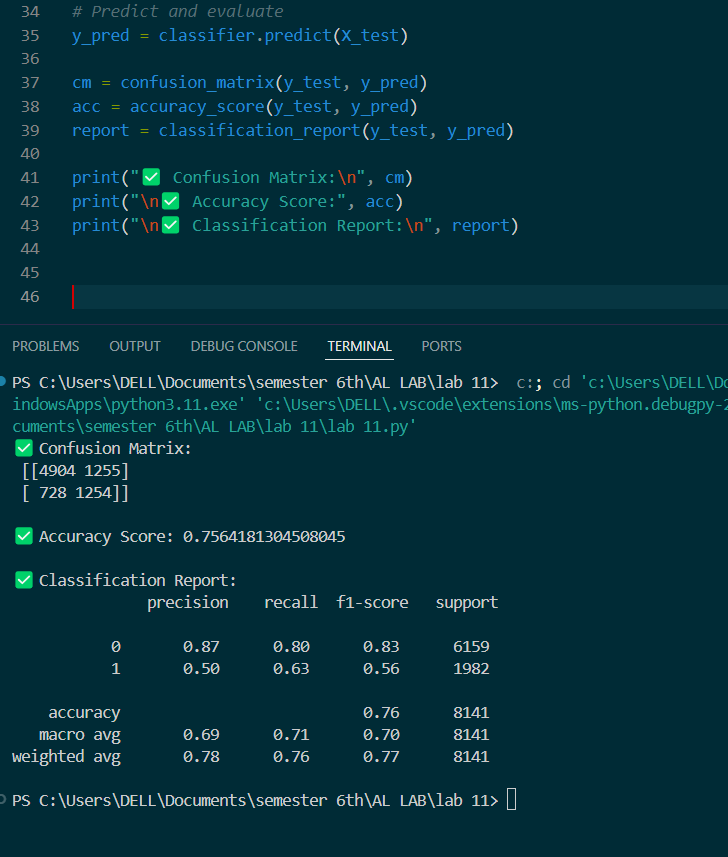 34 # Predict and evaluate
35 y_pred = classifier.predict(X_test)
36
37 cm = confusion_matrix(y_test, y_pred)
38 acc = accuracy_score(y_test, y_pred)
39 report = classification_report(y_test, y_pred)
40
41 print("✅ Confusion Matrix:\n", cm)
42 print("\n✅ Accuracy Score:", acc)
43 print("\n✅ Classification Report:\n", report)
44
45
46
PROBLEMS OUTPUT DEBUG CONSOLE TERMINAL PORTS
PS C:\Users\DELL\Documents\semester 6th\AL LAB\lab 11> c:; cd 'c:\Users\DELL\Do
indowsApps\python3.11.exe' 'c:\Users\DELL\.vscode\extensions\ms-python.debugpy-2
cuments\semester 6th\AL LAB\lab 11\lab 11.py'
✅ Confusion Matrix:
[[4904 1255]
[ 728 1254]]
✅ Accuracy Score: 0.7564181304508045
✅ Classification Report:
precision recall f1-score support
0 0.87 0.80 0.83 6159
1 0.50 0.63 0.56 1982
accuracy 0.76 8141
macro avg 0.69 0.71 0.70 8141
weighted avg 0.78 0.76 0.77 8141
PS C:\Users\DELL\Documents\semester 6th\AL LAB\lab 11>